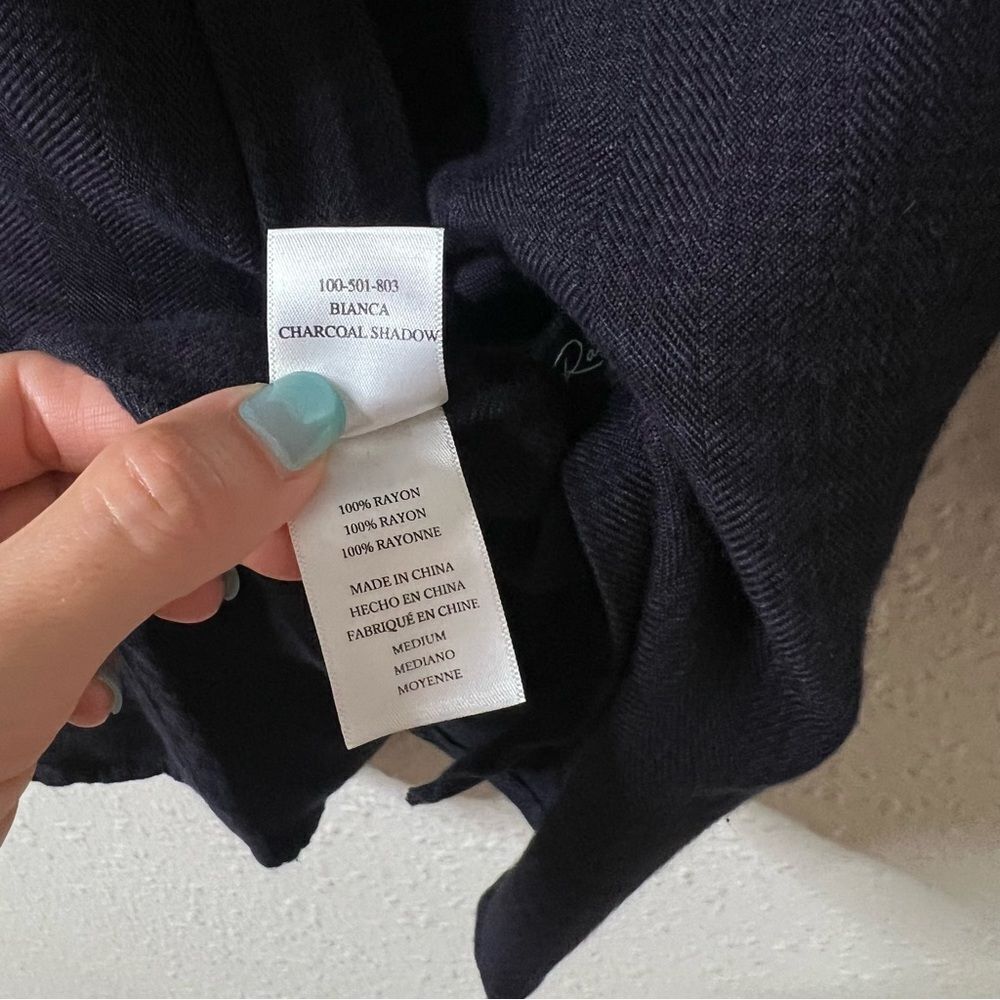 100-501-803
BIANCA
CHARCOAL SHADOW
100% RAYON
100% RAYON
100% RAYONNE
MADE IN CHINA
HECHO EN CHINA
FABRIQUÉ EN CHINE
MEDIUM
MEDIANO
MOYENNE